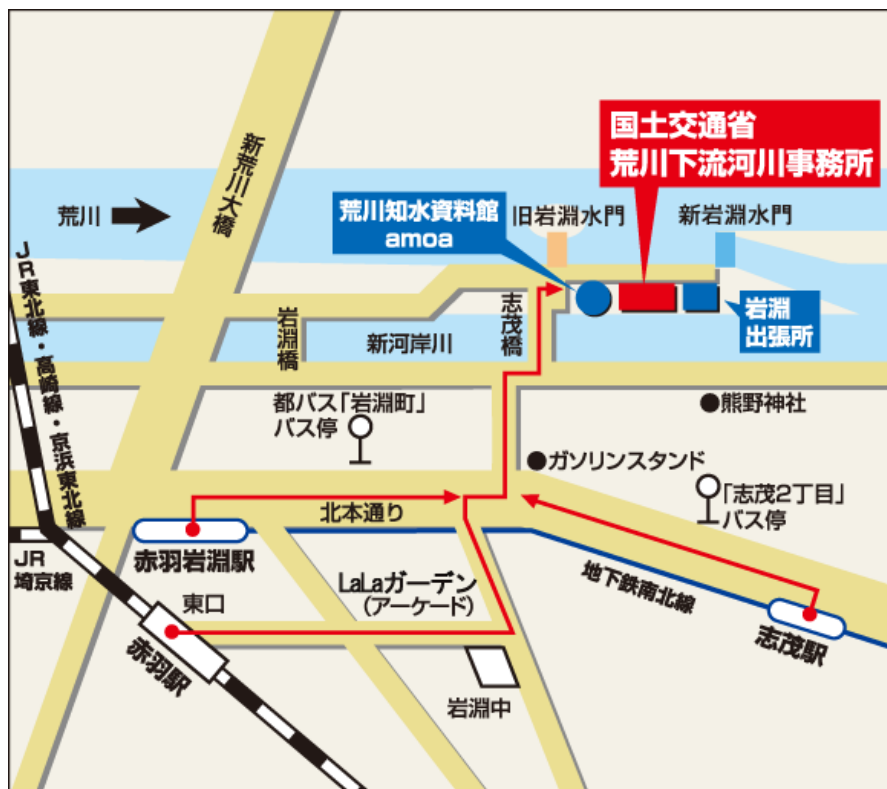 国土交通省
荒川下流河川事務所
新荒川大橋
荒川
荒川知水資料館
amoa
旧岩淵水門
新岩淵水門
JR東北線・高崎線・京浜東北線
岩淵橋
新河岸川
志茂橋
岩淵
出張所
都バス「岩淵町」
バス停
熊野神社
ガソリンスタンド
「志茂2丁目」
バス停
北本通り
赤羽岩淵駅
JR
埼京線
LaLaガーデン
(アーケード)
地下鉄南北線
東口
赤羽駅
志茂駅
岩淵中